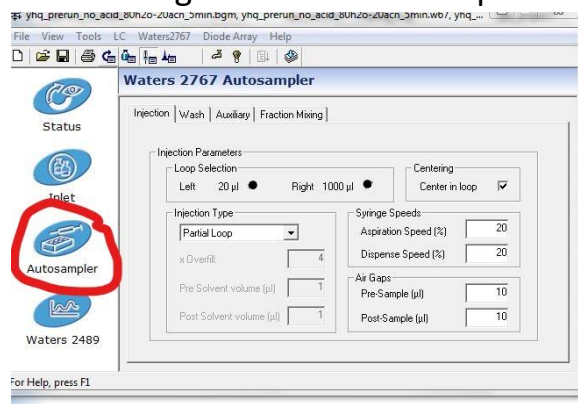 yhq_prerun_no_acid_80h2o-20acn_5min.bgm, yhq_prerun_no_acid_80h2o-20acn_5min.w67, yhq_...
File View Tools LC Waters2767 Diode Array Help
Waters 2767 Autosampler
Status
Inlet
Autosampler
Waters 2489
Injection Wash Auxiliary Fraction Mixing
Injection Parameters
Loop Selection
Left 20 µl Right 1000 µl
Centering
Center in loop
Injection Type
Partial Loop
x Overfill: 4
Pre Solvent volume (µl) 1
Post Solvent volume (µl) 1
Syringe Speeds
Aspiration Speed (%) 20
Dispense Speed (%) 20
Air Gaps
Pre-Sample (µl) 10
Post-Sample (µl) 10
For Help, press F1